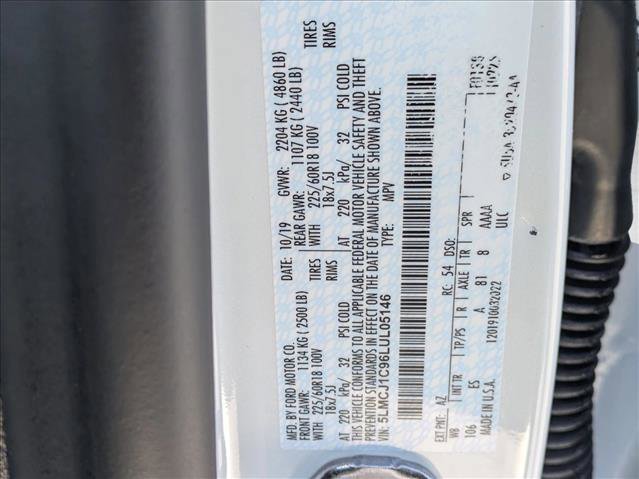 MFD. BY FORD MOTOR CO. DATE: 10/19 GVWR: 2204 KG (4860 LB)
FRONT GAWR: 1134 KG (2500 LB) REAR GAWR: 1107 KG (2440 LB)
WITH 225/60R18 100V TIRES WITH 225/60R18 100V TIRES
18x7.5J RIMS 18x7.5J RIMS
AT 220 kPa/ 32 PSI COLD AT 220 kPa/ 32 PSI COLD
THIS VEHICLE CONFORMS TO ALL APPLICABLE FEDERAL MOTOR VEHICLE SAFETY AND THEFT
STANDARDS IN EFFECT ON THE DATE OF MANUFACTURE SHOWN ABOVE.
VIN: 5LMCJ1C96LUL05146 TYPE: MPV
EXT PNT: AZ RC: 54 DSO:
WB INT TR TP/PS R AXLE TR SPR
106 ES A 81 8 AAAA
MADE IN U.S.A. 120191063202​2 ULC